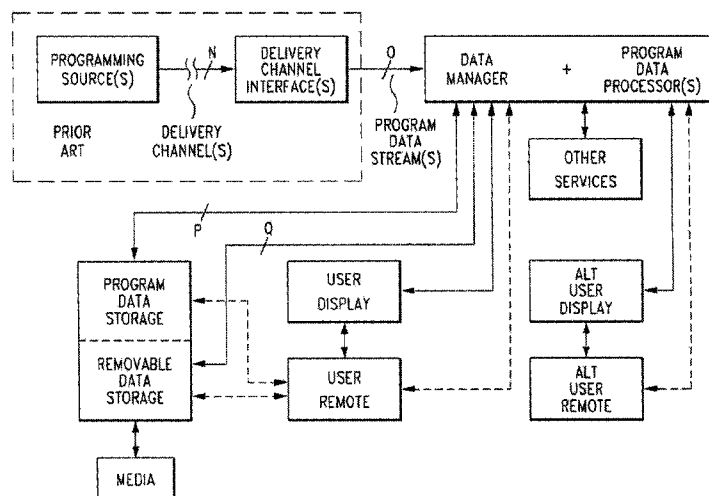 PROGRAMMING
SOURCE(S)
N
DELIVERY
CHANNEL
INTERFACE(S)
O
DATA
MANAGER
+
PROGRAM
DATA
PROCESSOR(S)
PRIOR
ART
DELIVERY
CHANNEL(S)
PROGRAM
DATA
STREAM(S)
OTHER
SERVICES
P
Q
PROGRAM
DATA
STORAGE
USER
DISPLAY
ALT
USER
DISPLAY
REMOVABLE
DATA
STORAGE
USER
REMOTE
ALT
USER
REMOTE
MEDIA